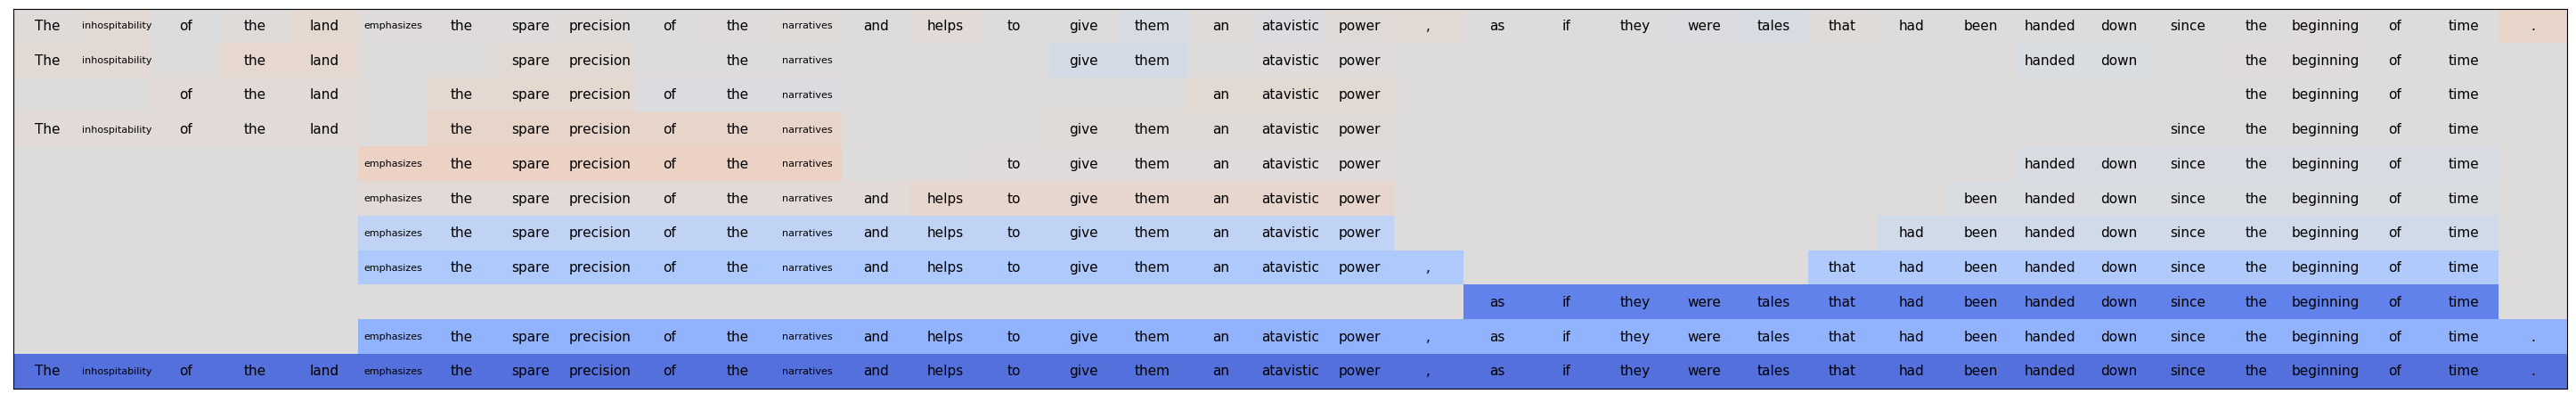 The inhospitability of the land emphasizes the spare precision of the narratives and helps to give them an atavistic power , as if they were tales that had been handed down since the beginning of time .
The inhospitability the land spare precision the narratives give them atavistic power handed down the beginning of time
of the land the spare precision of the narratives an atavistic power the beginning of time
The inhospitability of the land the spare precision of the narratives give them an atavistic power since the beginning of time
emphasizes the spare precision of the narratives to give them an atavistic power handed down since the beginning of time
emphasizes the spare precision of the narratives and helps to give them an atavistic power been handed down since the beginning of time
emphasizes the spare precision of the narratives and helps to give them an atavistic power had been handed down since the beginning of time
emphasizes the spare precision of the narratives and helps to give them an atavistic power , that had been handed down since the beginning of time
as if they were tales that had been handed down since the beginning of time
emphasizes the spare precision of the narratives and helps to give them an atavistic power , as if they were tales that had been handed down since the beginning of time .
The inhospitability of the land emphasizes the spare precision of the narratives and helps to give them an atavistic power , as if they were tales that had been handed down since the beginning of time .